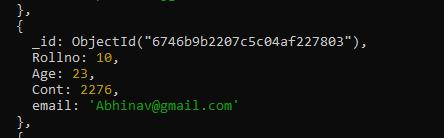 },
{
_id: ObjectId("6746b9b2207c5c04af227803"),
Rollno: 10,
Age: 23,
Cont: 2276,
email: 'Abhinav@gmail.com'
},